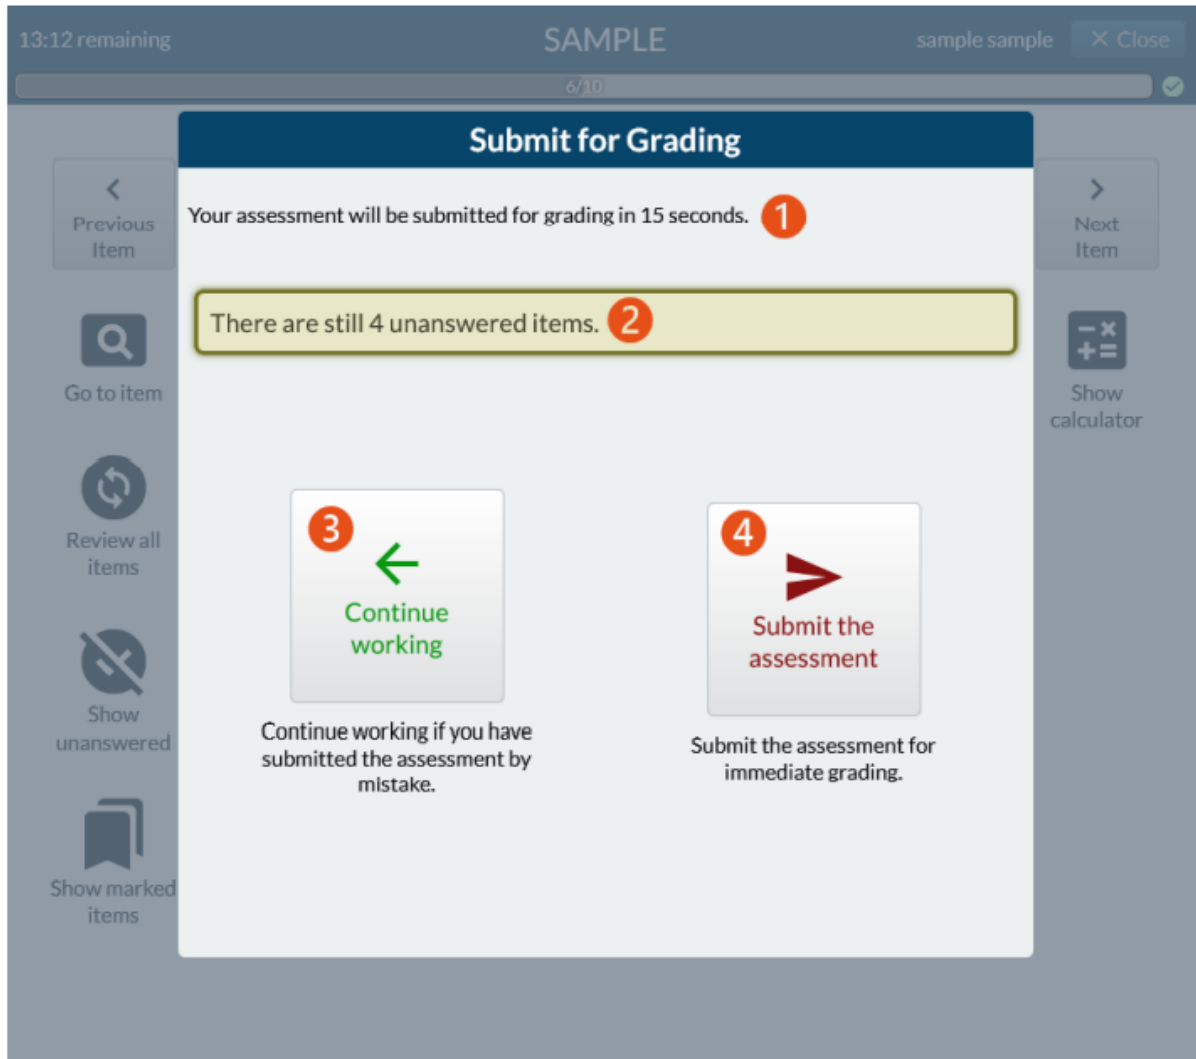 13:12 remaining
SAMPLE
sample sample
Close
6/10
Submit for Grading
Your assessment will be submitted for grading in 15 seconds. 1
There are still 4 unanswered items. 2
Previous
Item
Go to item
Review all
items
Show
unanswered
Show marked
items
3
Continue
working
Continue working if you have
submitted the assessment by
mistake.
4
Submit the
assessment
Submit the assessment for
immediate grading.
Next
Item
Show
calculator